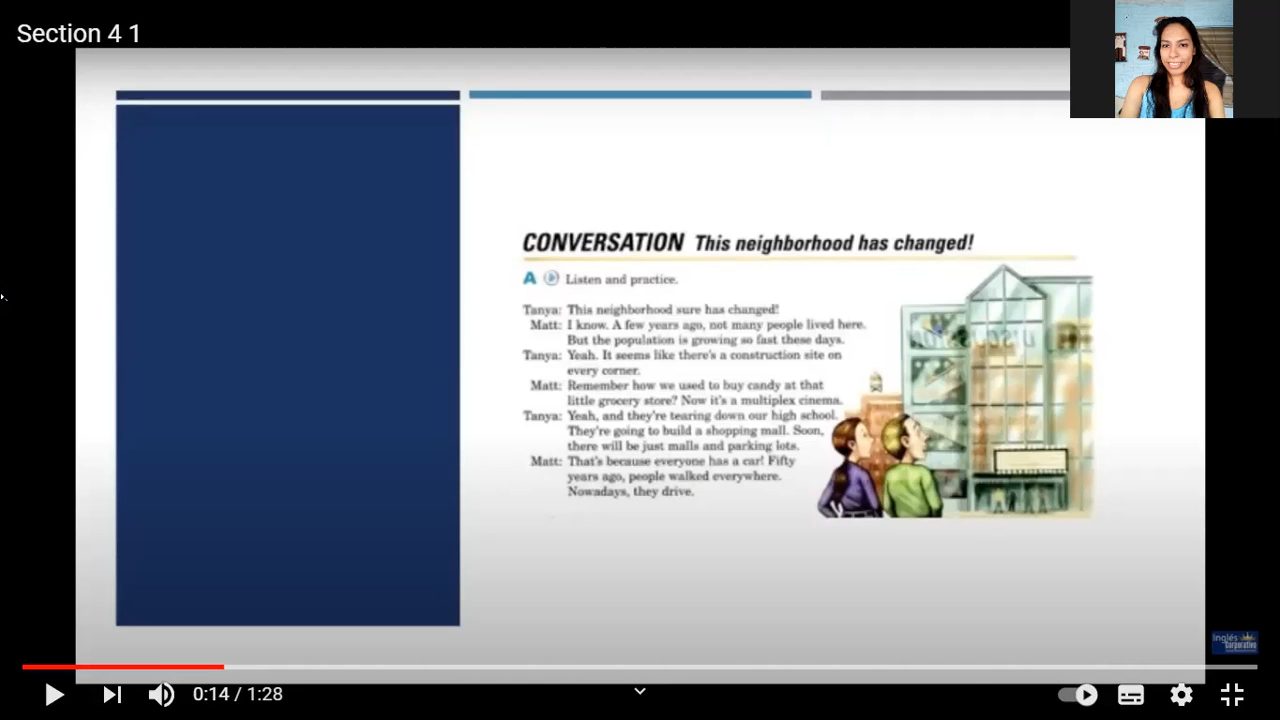 Section 4 1
CONVERSATION This neighborhood has changed!
A Listen and practice.
Tanya: This neighborhood sure has changed!
Matt: I know. A few years ago, not many people lived here.
But the population is growing so fast these days.
Tanya: Yeah. It seems like there's a construction site on
every corner.
Matt: Remember how we used to buy candy at that
little grocery store? Now it's a multiplex cinema.
Tanya: Yeah, and they're tearing down our high school.
They're going to build a shopping mall. Soon,
there will be just malls and parking lots.
Matt: That's because everyone has a car! Fifty
years ago, people walked everywhere.
Nowadays, they drive.
Inglés
Corporativo
0:14 / 1:28